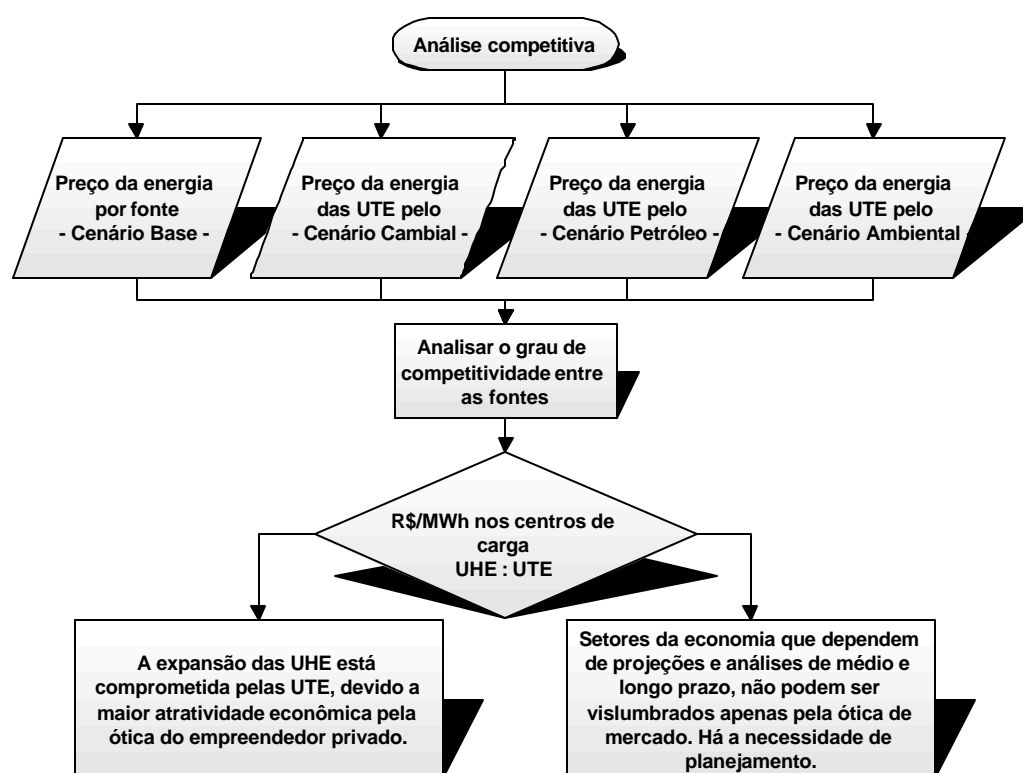 Análise competitiva
Preço da energia
por fonte
- Cenário Base -
Preço da energia
das UTE pelo
- Cenário Cambial -
Preço da energia
das UTE pelo
- Cenário Petróleo -
Preço da energia
das UTE pelo
- Cenário Ambiental -
Analisar o grau de
competitividade entre
as fontes
R$/MWh nos centros de
carga
UHE : UTE
A expansão das UHE está
comprometida pelas UTE, devido a
maior atratividade econômica pela
ótica do empreendedor privado.
Setores da economia que dependem
de projeções e análises de médio e
longo prazo, não podem ser
vislumbrados apenas pela ótica de
mercado. Há a necessidade de
planejamento.